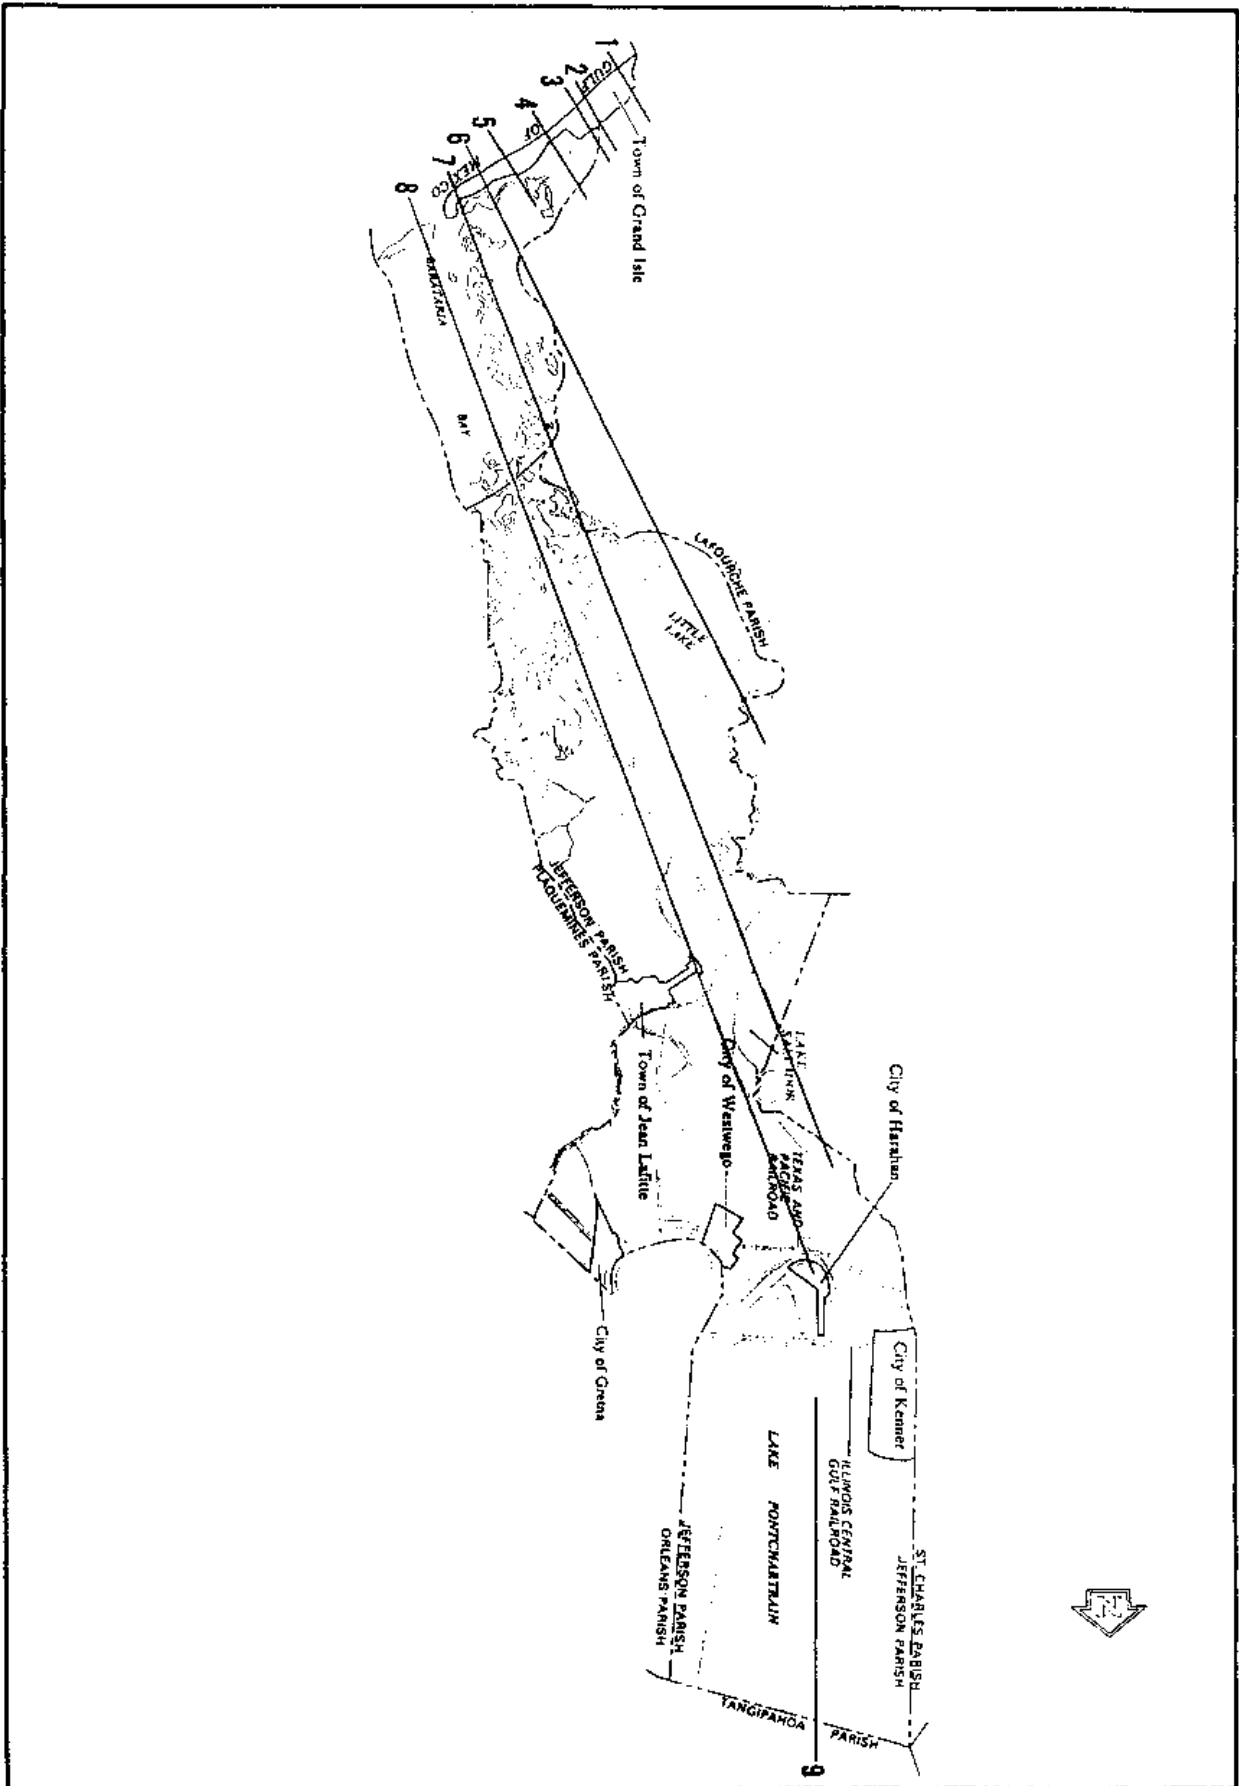 1
2
3
4
5
6
7
8
GULF
OF
MEXICO
Town of Grand Isle
BARATARIA
BAY
LAFOURCHE PARISH
LITTLE
LAKE
JEFFERSON PARISH
PLAQUEMINES PARISH
LAKE
Town of Jean Lafitte
City of Westwego
City of Harahan
TEXAS AND
PACIFIC
RAILROAD
City of Gretna
City of Kenner
ILLINOIS CENTRAL
GULF RAILROAD
LAKE PONTCHARTRAIN
JEFFERSON PARISH
ORLEANS PARISH
ST. CHARLES PARISH
JEFFERSON PARISH
TANGIPAHOA PARISH
9
N